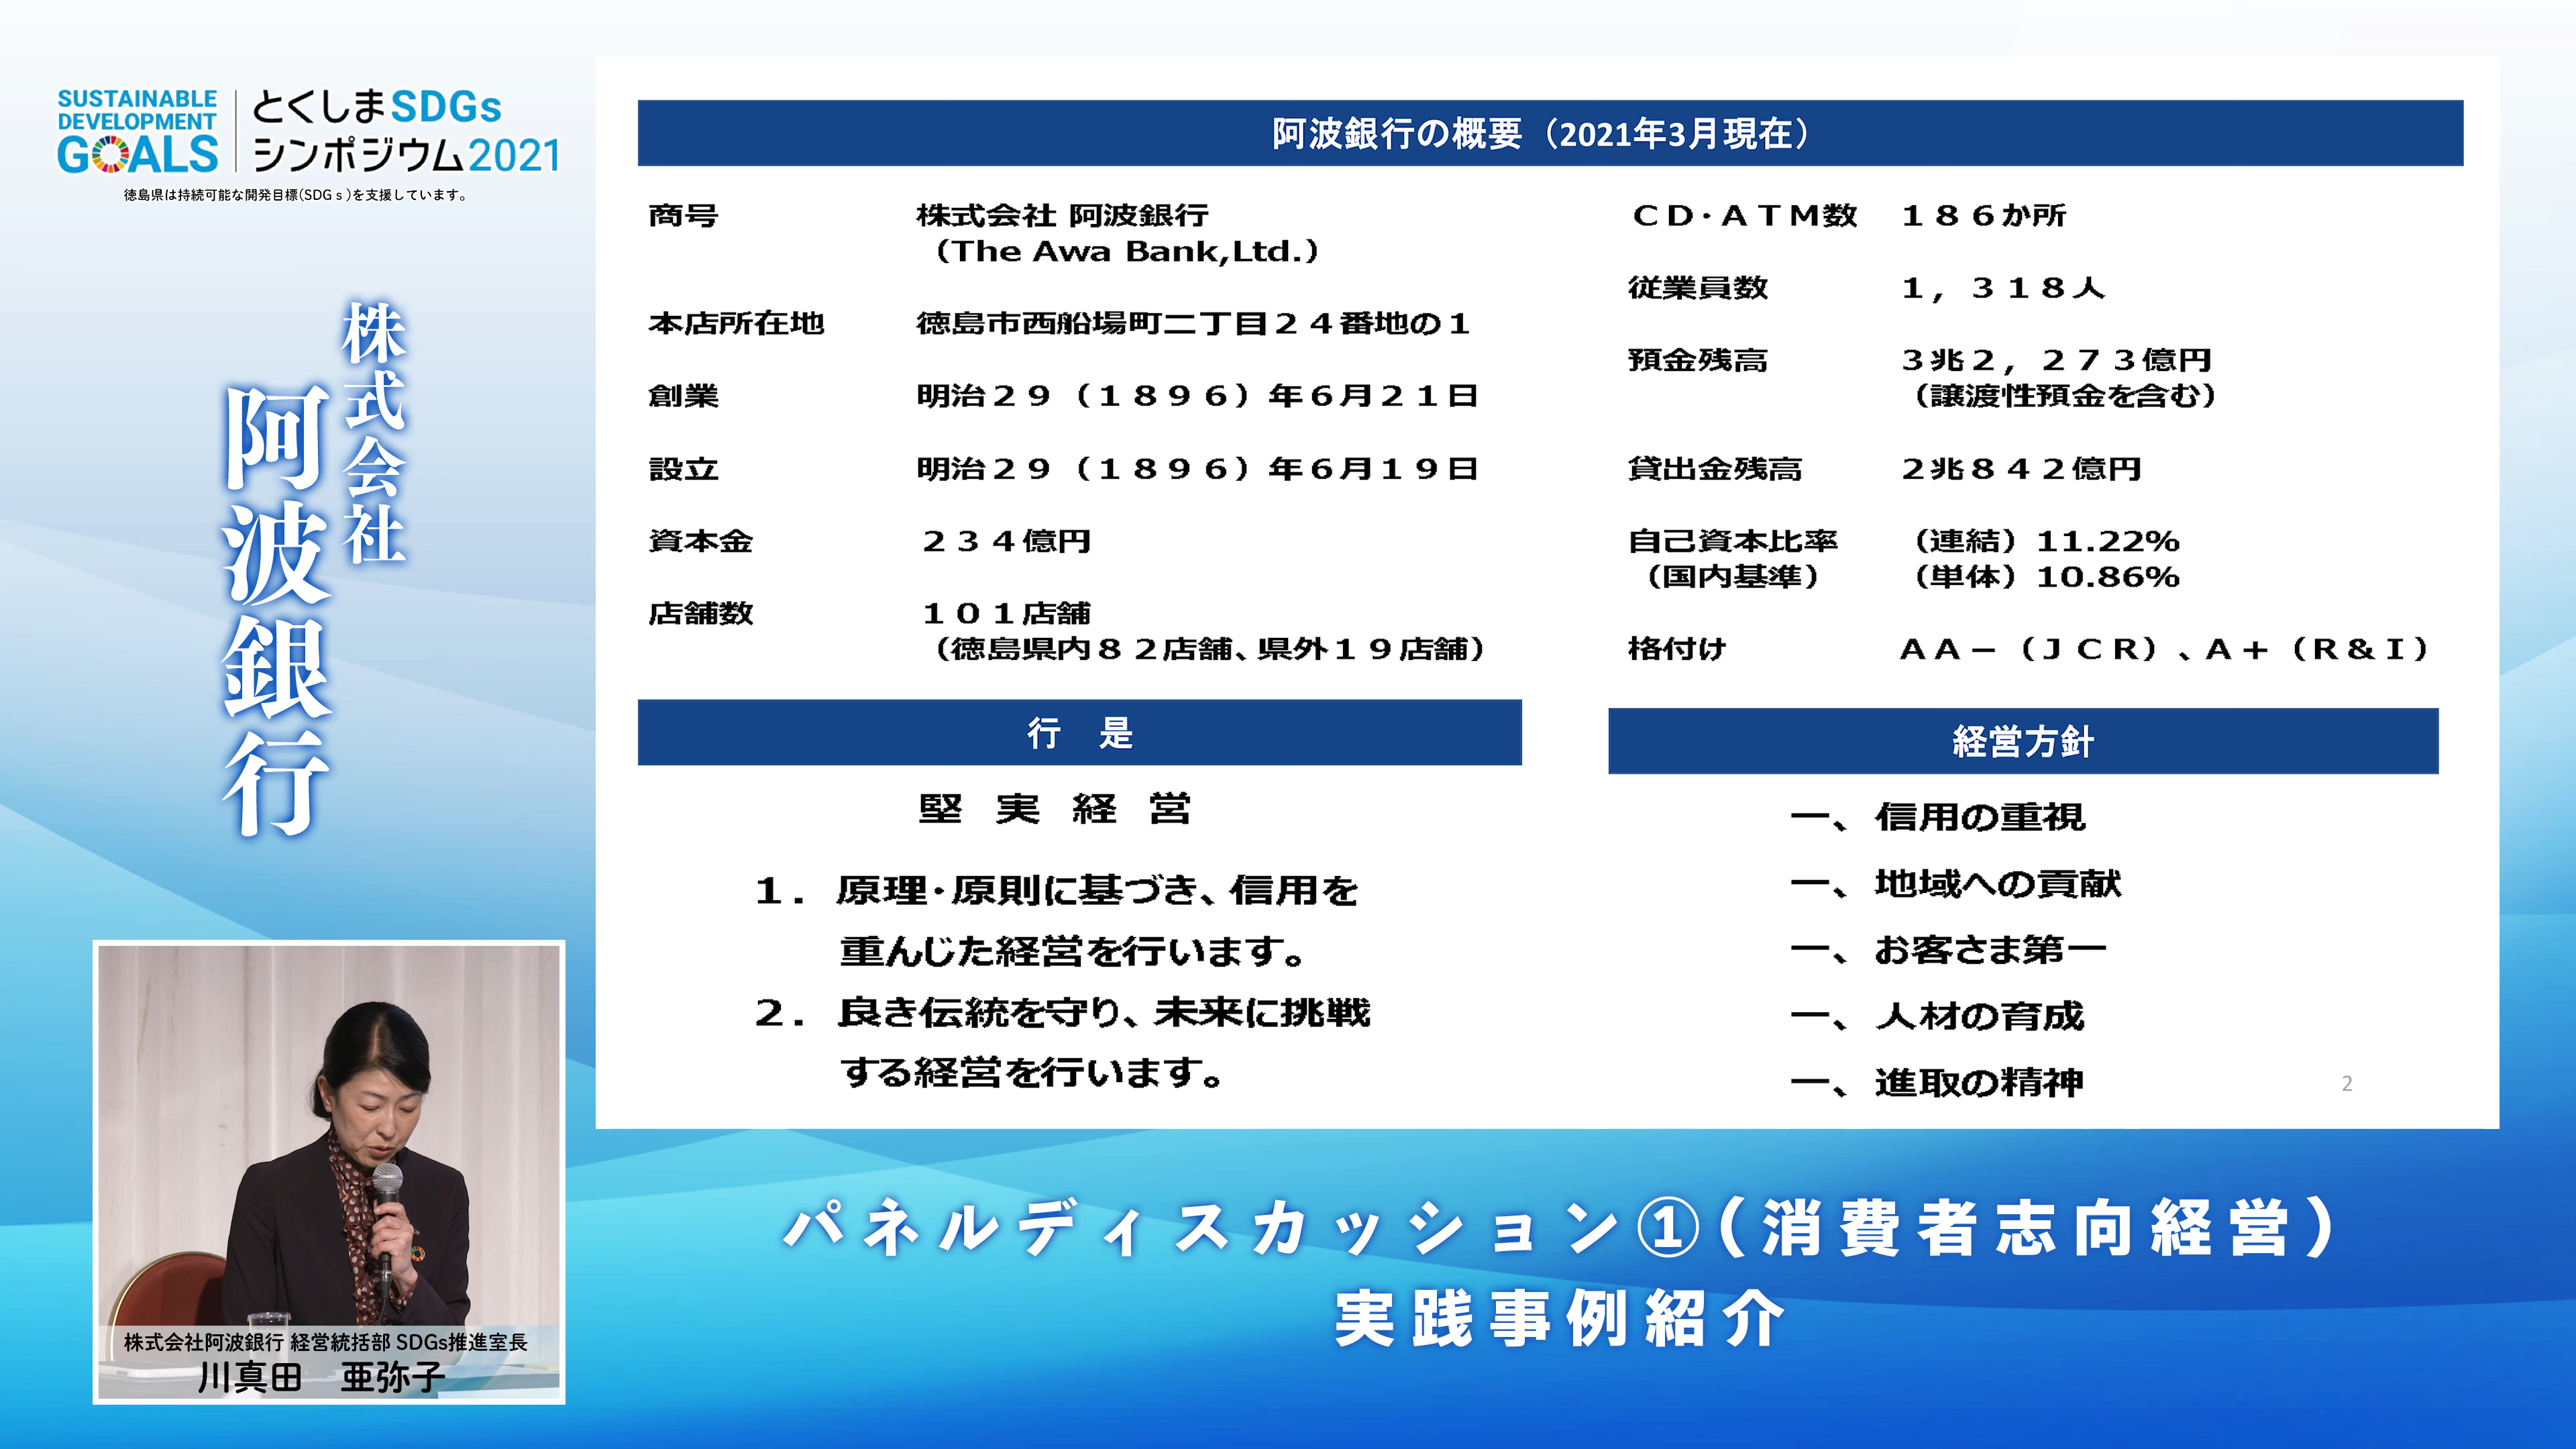 SUSTAINABLE
DEVELOPMENT
GOALS
とくしまSDGs
シンポジウム2021
徳島県は持続可能な開発目標(SDGs)を支援しています。
株式会社
阿波銀行
阿波銀行の概要（2021年3月現在）
商号 株式会社 阿波銀行
（The Awa Bank,Ltd.）
本店所在地 徳島市西船場町二丁目２４番地の１
創業 明治２９（１８９６）年６月２１日
設立 明治２９（１８９６）年６月１９日
資本金 ２３４億円
店舗数 １０１店舗
（徳島県内８２店舗、県外１９店舗）
ＣＤ・ＡＴＭ数 １８６か所
従業員数 １，３１８人
預金残高 ３兆２，２７３億円
（譲渡性預金を含む）
貸出金残高 ２兆８４２億円
自己資本比率 （連結）11.22%
（国内基準） （単体）10.86%
格付け ＡＡ－（ＪＣＲ）、Ａ＋（Ｒ＆Ｉ）
行　是
堅 実 経 営
１．原理・原則に基づき、信用を
重んじた経営を行います。
２．良き伝統を守り、未来に挑戦
する経営を行います。
経営方針
一、信用の重視
一、地域への貢献
一、お客さま第一
一、人材の育成
一、進取の精神
2
株式会社阿波銀行 経営統括部 SDGs推進室長
川真田　亜弥子
パネルディスカッション①(消費者志向経営)
実践事例紹介